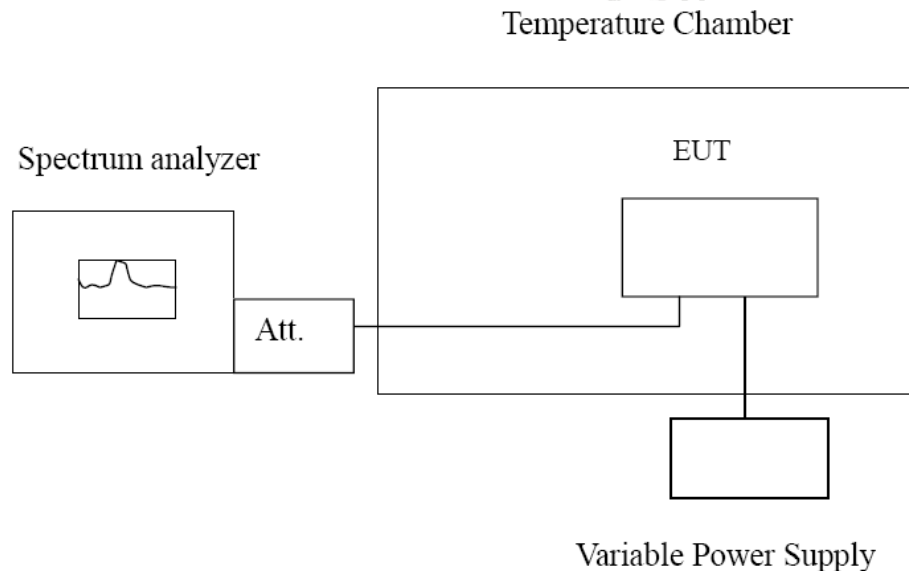 Temperature Chamber
Spectrum analyzer
EUT
Att.
Variable Power Supply